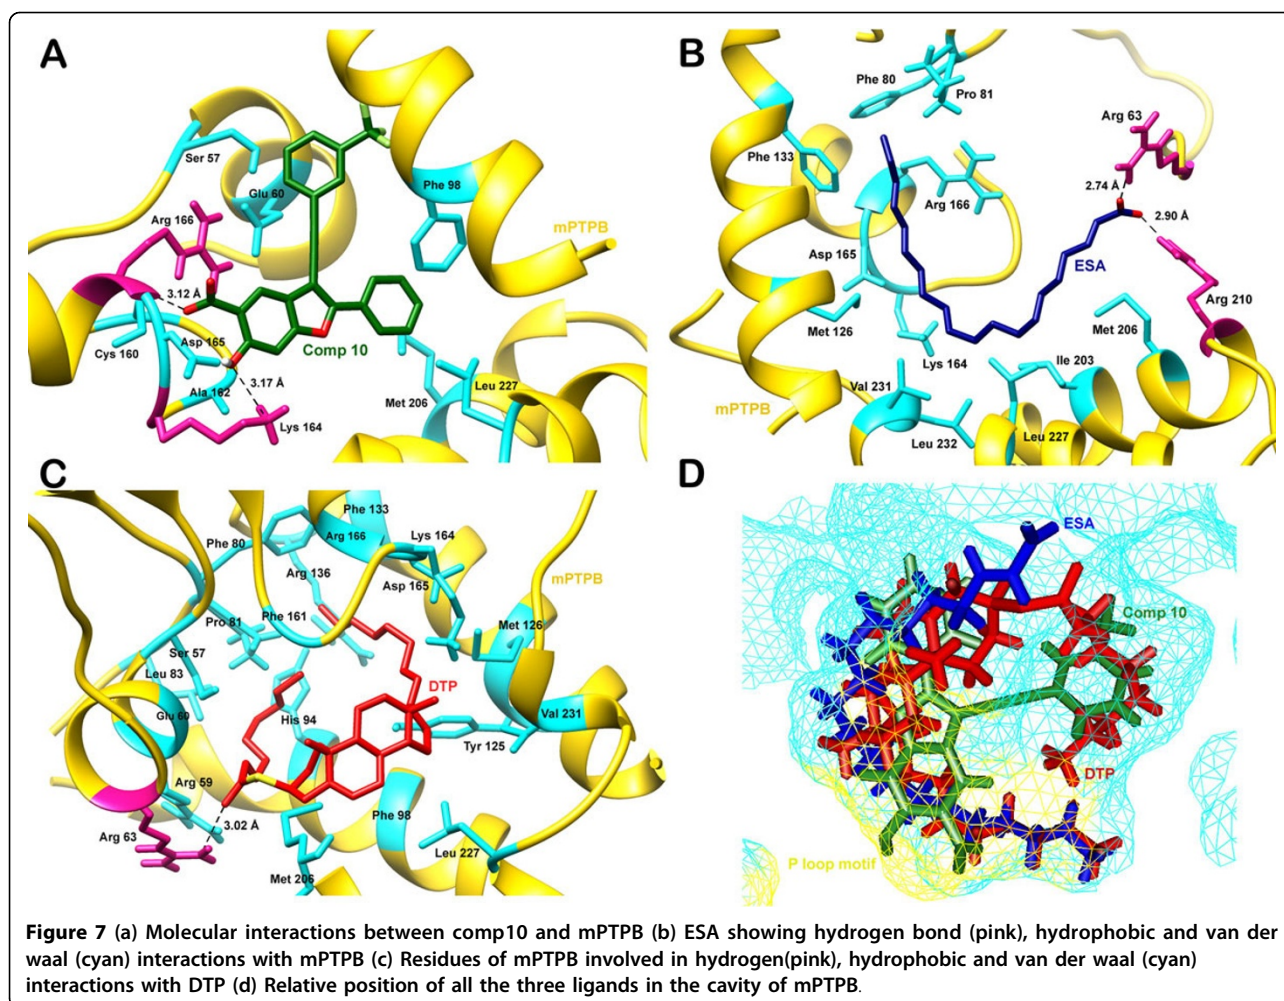 A
Ser 57
Glu 60
Phe 98
Arg 166
mPTPB
3.12 Å
Cys 160
Asp 165
Comp 10
3.17 Å
Ala 162
Leu 227
Met 206
Lys 164
B
Phe 80
Pro 81
Arg 63
Phe 133
2.74 Å
Arg 166
2.90 Å
Asp 165
ESA
Arg 210
Met 126
Met 206
Lys 164
Ile 203
Val 231
mPTPB
Leu 232
Leu 227
C
Phe 133
Phe 80
Arg 166
Lys 164
Arg 136
Asp 165
mPTPB
Pro 81
Phe 161
Met 126
Ser 57
Leu 83
DTP
Glu 60
His 94
Val 231
Tyr 125
Arg 59
Phe 98
3.02 Å
Arg 63
Leu 227
Met 206
D
ESA
Comp 10
DTP
P loop motif
Figure 7 (a) Molecular interactions between comp10 and mPTPB (b) ESA showing hydrogen bond (pink), hydrophobic and van der
waal (cyan) interactions with mPTPB (c) Residues of mPTPB involved in hydrogen(pink), hydrophobic and van der waal (cyan)
interactions with DTP (d) Relative position of all the three ligands in the cavity of mPTPB.